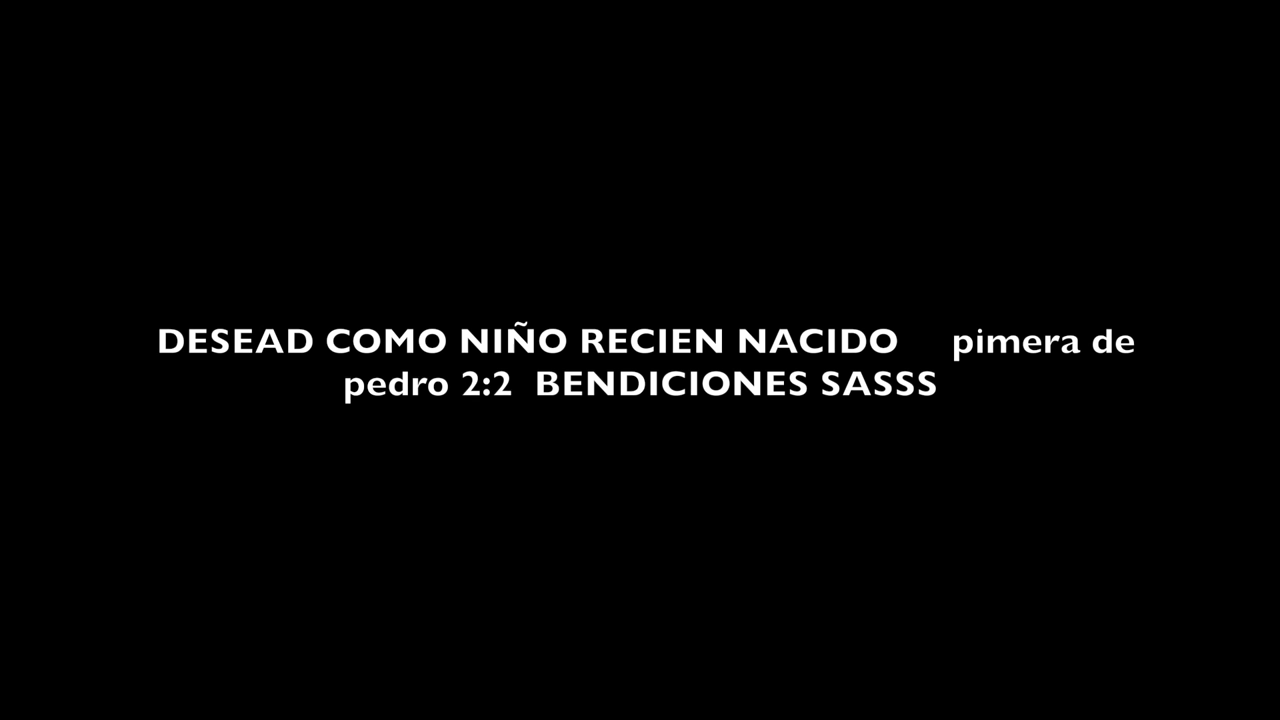 DESEAD COMO NIÑO RECIEN NACIDO pimera de
pedro 2:2 BENDICIONES SASSS